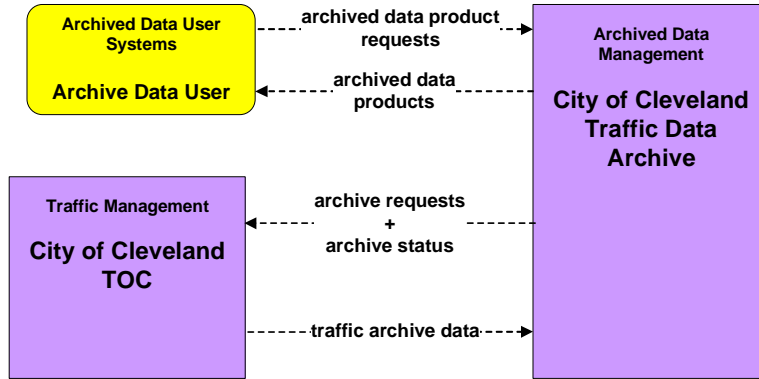 Archived Data User
Systems
Archive Data User
archived data product
requests
archived data
products
Archived Data
Management
City of Cleveland
Traffic Data
Archive
Traffic Management
City of Cleveland
TOC
archive requests
+
archive status
traffic archive data